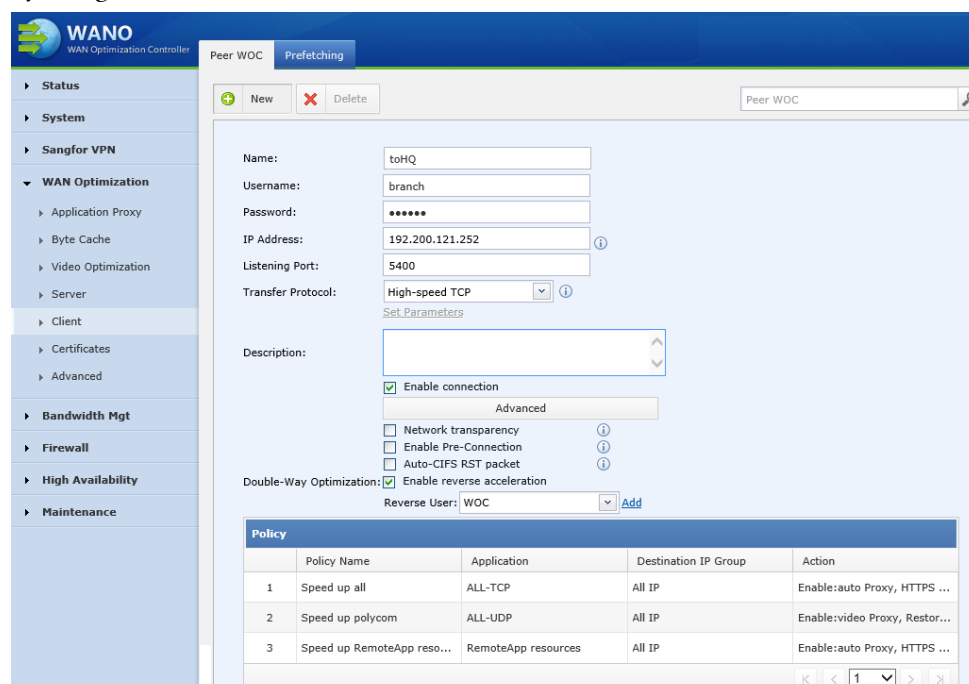 WANO
WAN Optimization Controller
Peer WOC
Prefetching
Status
System
Sangfor VPN
WAN Optimization
Application Proxy
Byte Cache
Video Optimization
Server
Client
Certificates
Advanced
Bandwidth Mgt
Firewall
High Availability
Maintenance
New
Delete
Peer WOC
Name: toHQ
Username: branch
Password: ●●●●●●
IP Address: 192.200.121.252
Listening Port: 5400
Transfer Protocol: High-speed TCP
Set Parameters
Description:
Enable connection
Advanced
Network transparency
Enable Pre-Connection
Auto-CIFS RST packet
Double-Way Optimization: Enable reverse acceleration
Reverse User: WOC Add
Policy
Policy Name Application Destination IP Group Action
1 Speed up all ALL-TCP All IP Enable:auto Proxy, HTTPS ...
2 Speed up polycom ALL-UDP All IP Enable:video Proxy, Restor...
3 Speed up RemoteApp reso... RemoteApp resources All IP Enable:auto Proxy, HTTPS ...
1